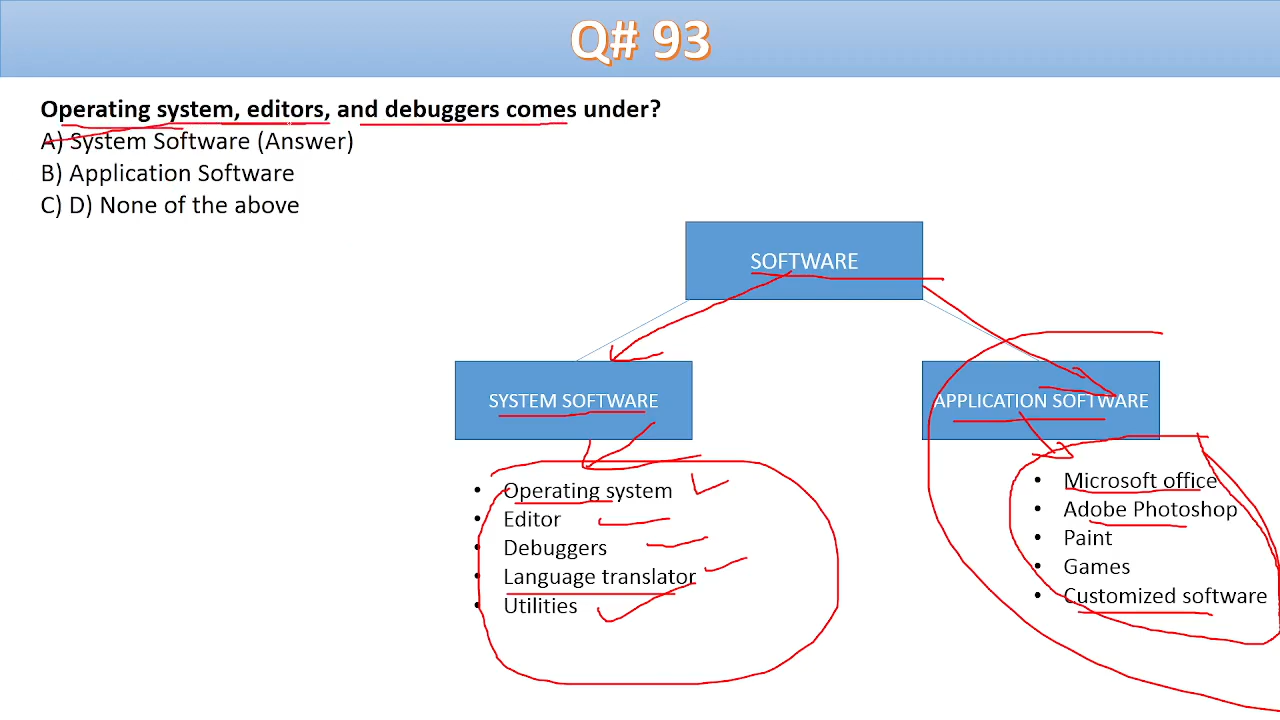 Q# 93
Operating system, editors, and debuggers comes under?
A) System Software (Answer)
B) Application Software
C) D) None of the above
SOFTWARE
SYSTEM SOFTWARE
APPLICATION SOFTWARE
• Operating system
• Editor
• Debuggers
• Language translator
• Utilities
• Microsoft office
• Adobe Photoshop
• Paint
• Games
• Customized software